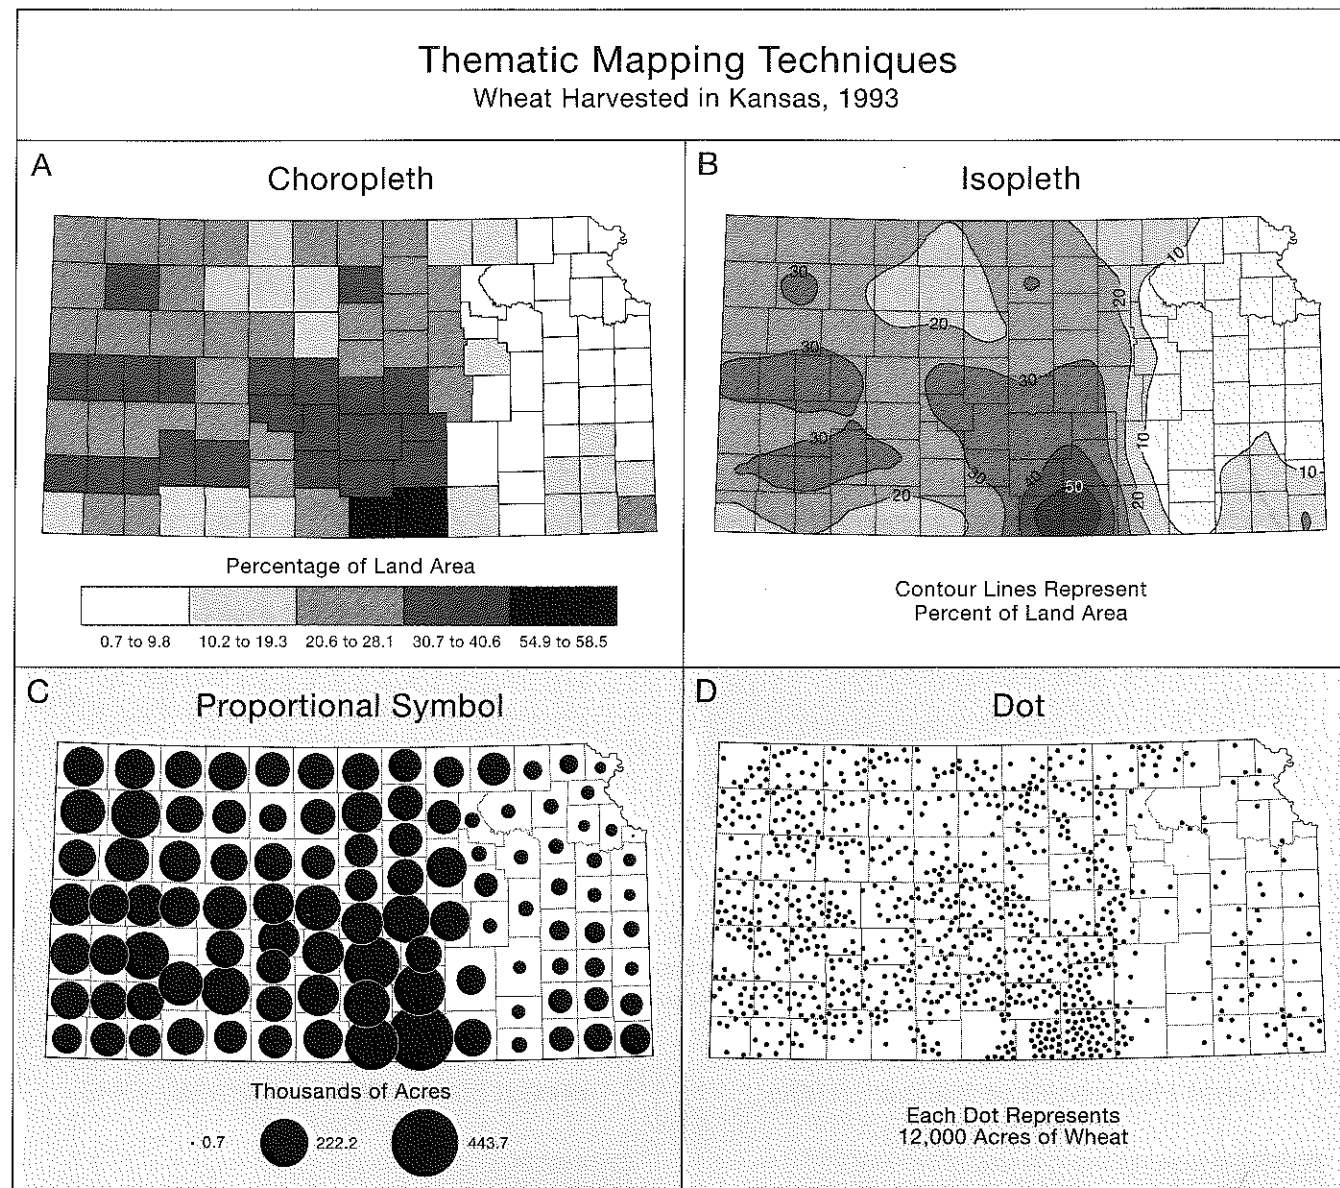 Thematic Mapping Techniques
Wheat Harvested in Kansas, 1993
A
Choropleth
Percentage of Land Area
0.7 to 9.8
10.2 to 19.3
20.6 to 28.1
30.7 to 40.6
54.9 to 58.5
B
Isopleth
10
30
20
20
30
30
30
10
30
40
50
20
20
10
Contour Lines Represent
Percent of Land Area
C
Proportional Symbol
Thousands of Acres
0.7
222.2
443.7
D
Dot
Each Dot Represents
12,000 Acres of Wheat